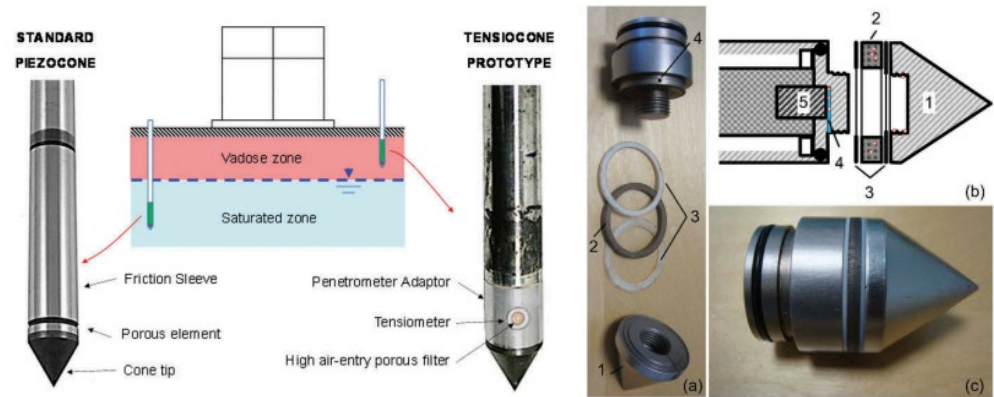 STANDARD
PIEZOCONE
TENSIOCONE
PROTOTYPE
Vadose zone
Saturated zone
Friction Sleeve
Porous element
Cone tip
Penetrometer Adaptor
Tensiometer
High air-entry porous filter
4
3
2
1
(a)
2
1
5
4
3
(b)
(c)